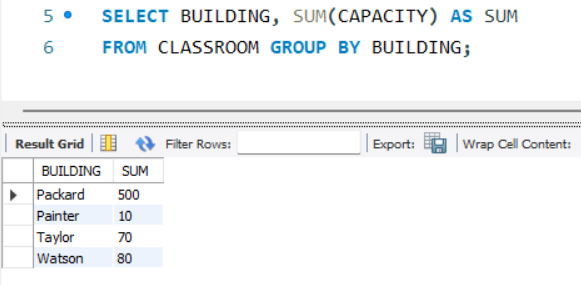 5 SELECT BUILDING, SUM(CAPACITY) AS SUM
6 FROM CLASSROOM GROUP BY BUILDING;
Result Grid Filter Rows: Export: Wrap Cell Content:
BUILDING SUM
Packard 500
Painter 10
Taylor 70
Watson 80